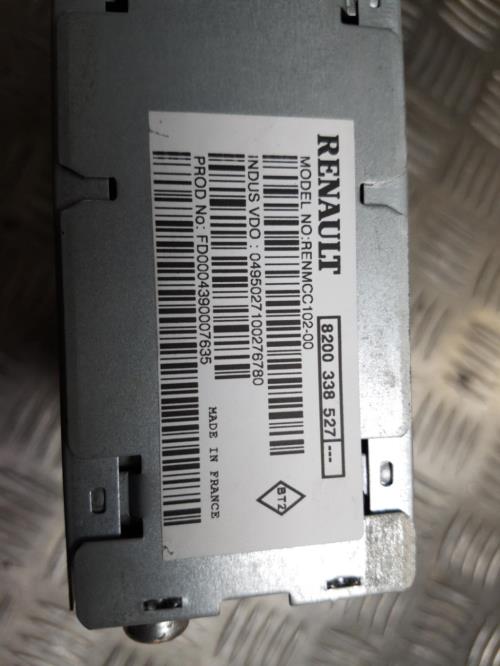 RENAULT
8200 338 527 ---
MODEL NO:RENMCC102-00
INDUS VDO : 0495027100276780
PROD No: FD0004390007635
MADE IN FRANCE
BT2